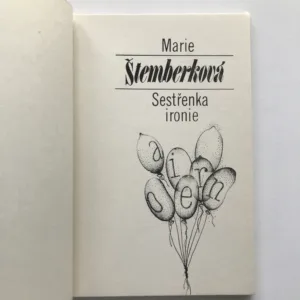 Marie
Štemberková
Sestřenka
ironie
a i r
o e n